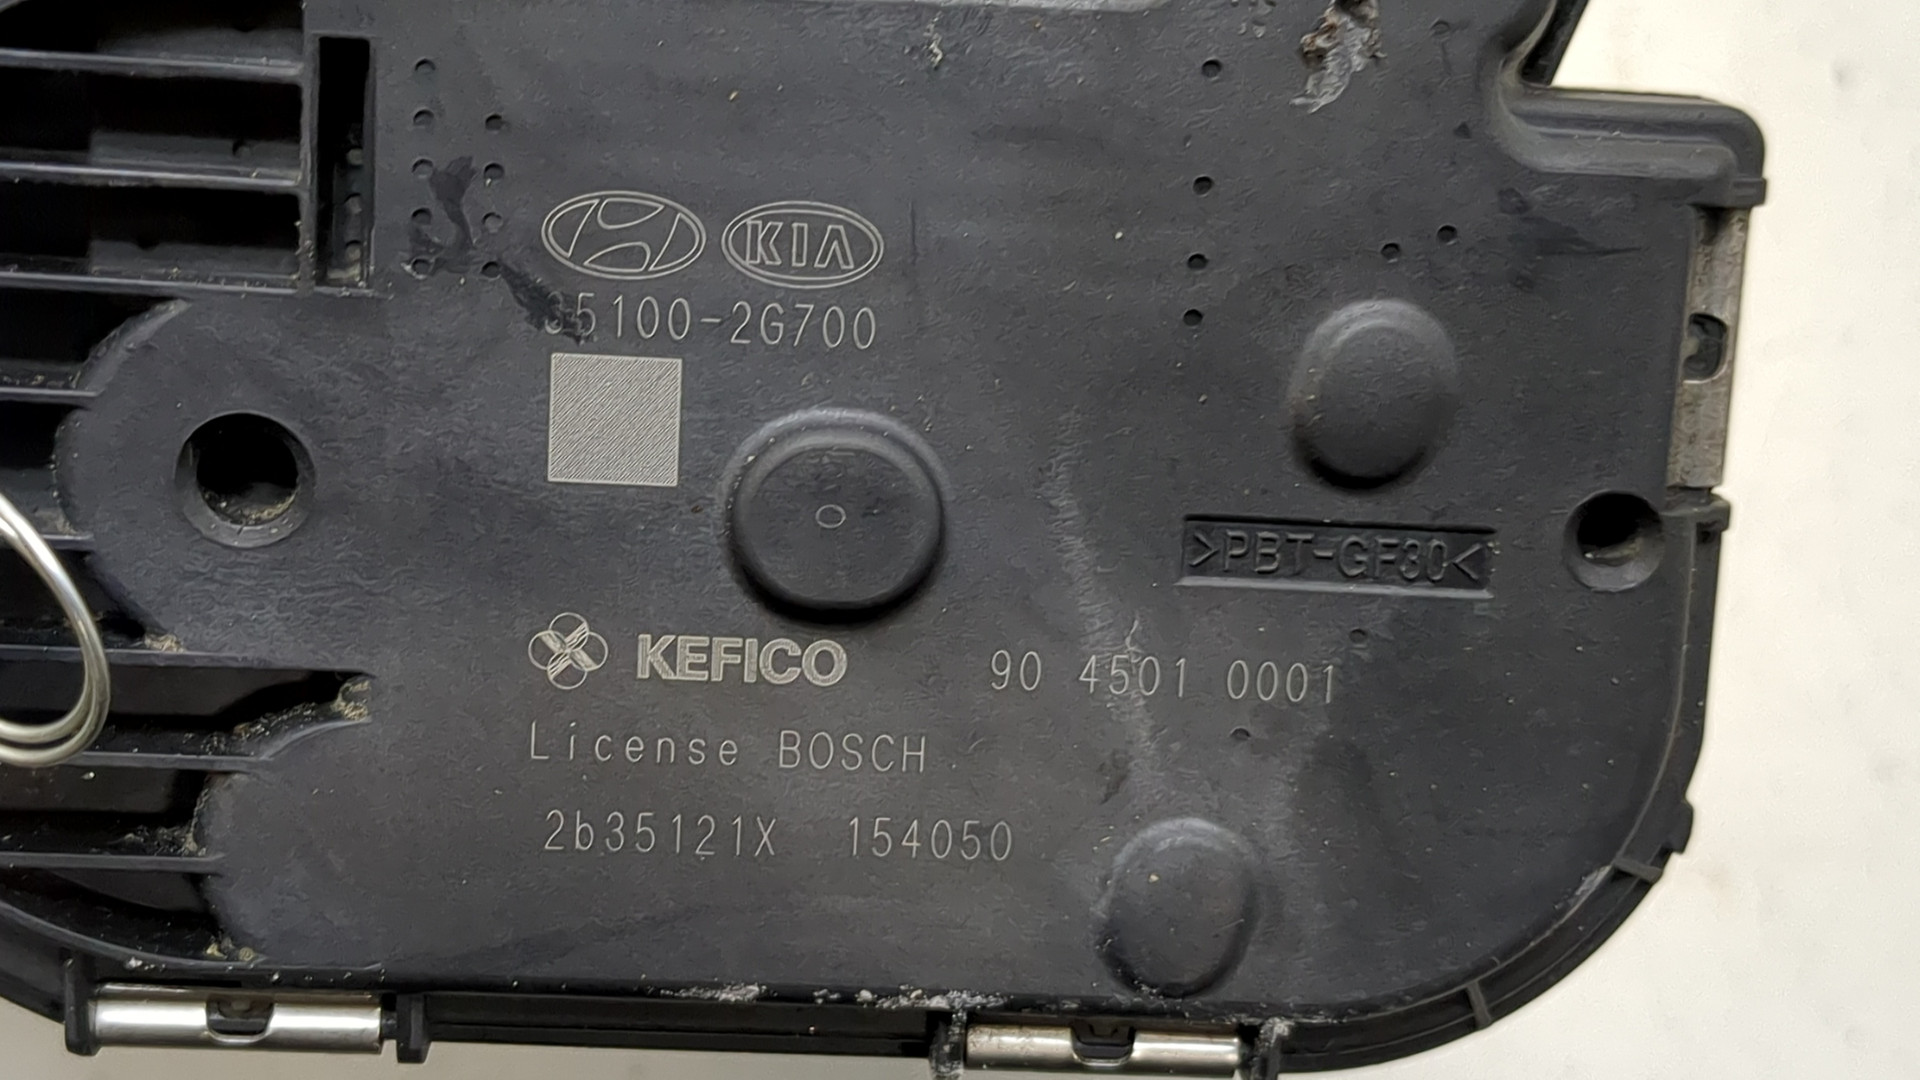 KIA
35100-2G700
>PBT-GF30<
KEFICO 90 4501 0001
License BOSCH
2b35121X 154050